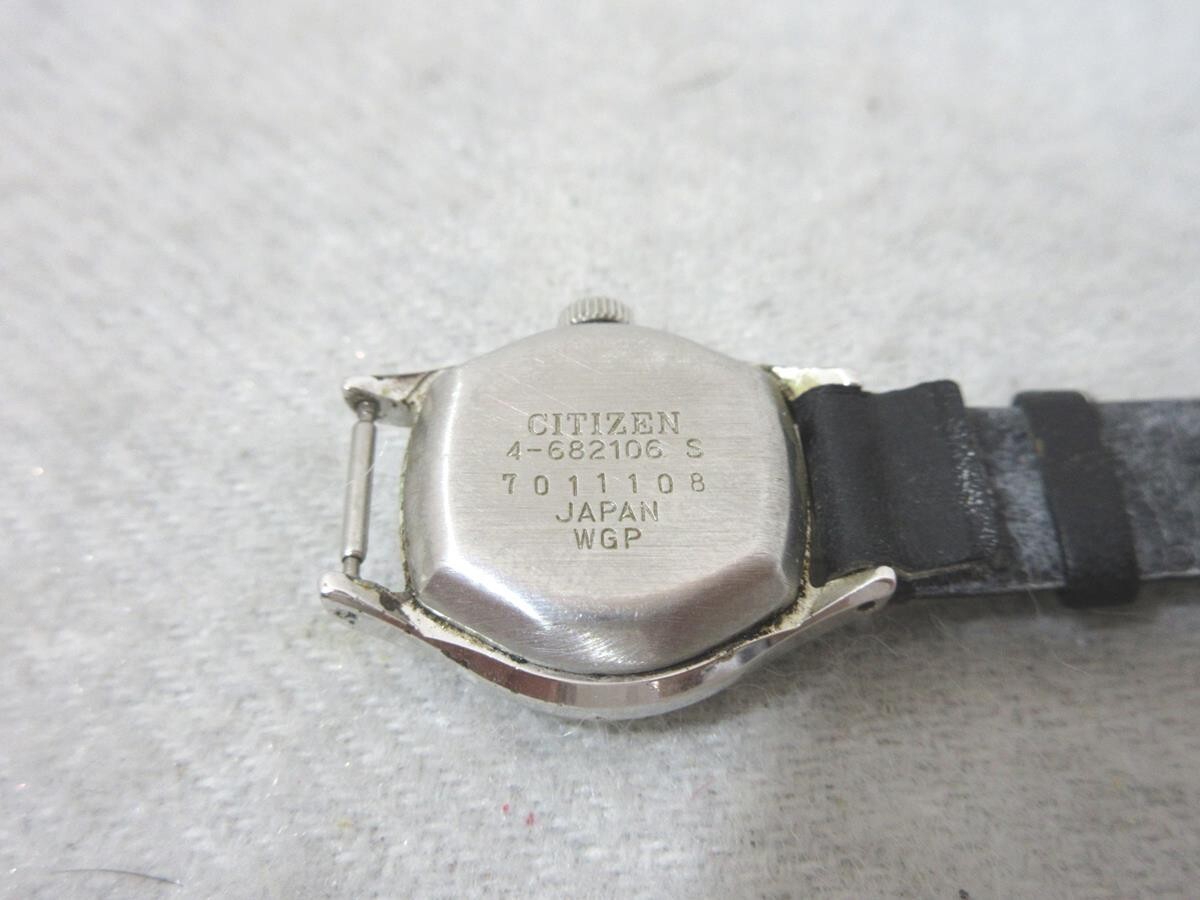 CITIZEN
4-682106 S
7011108
JAPAN
WGP